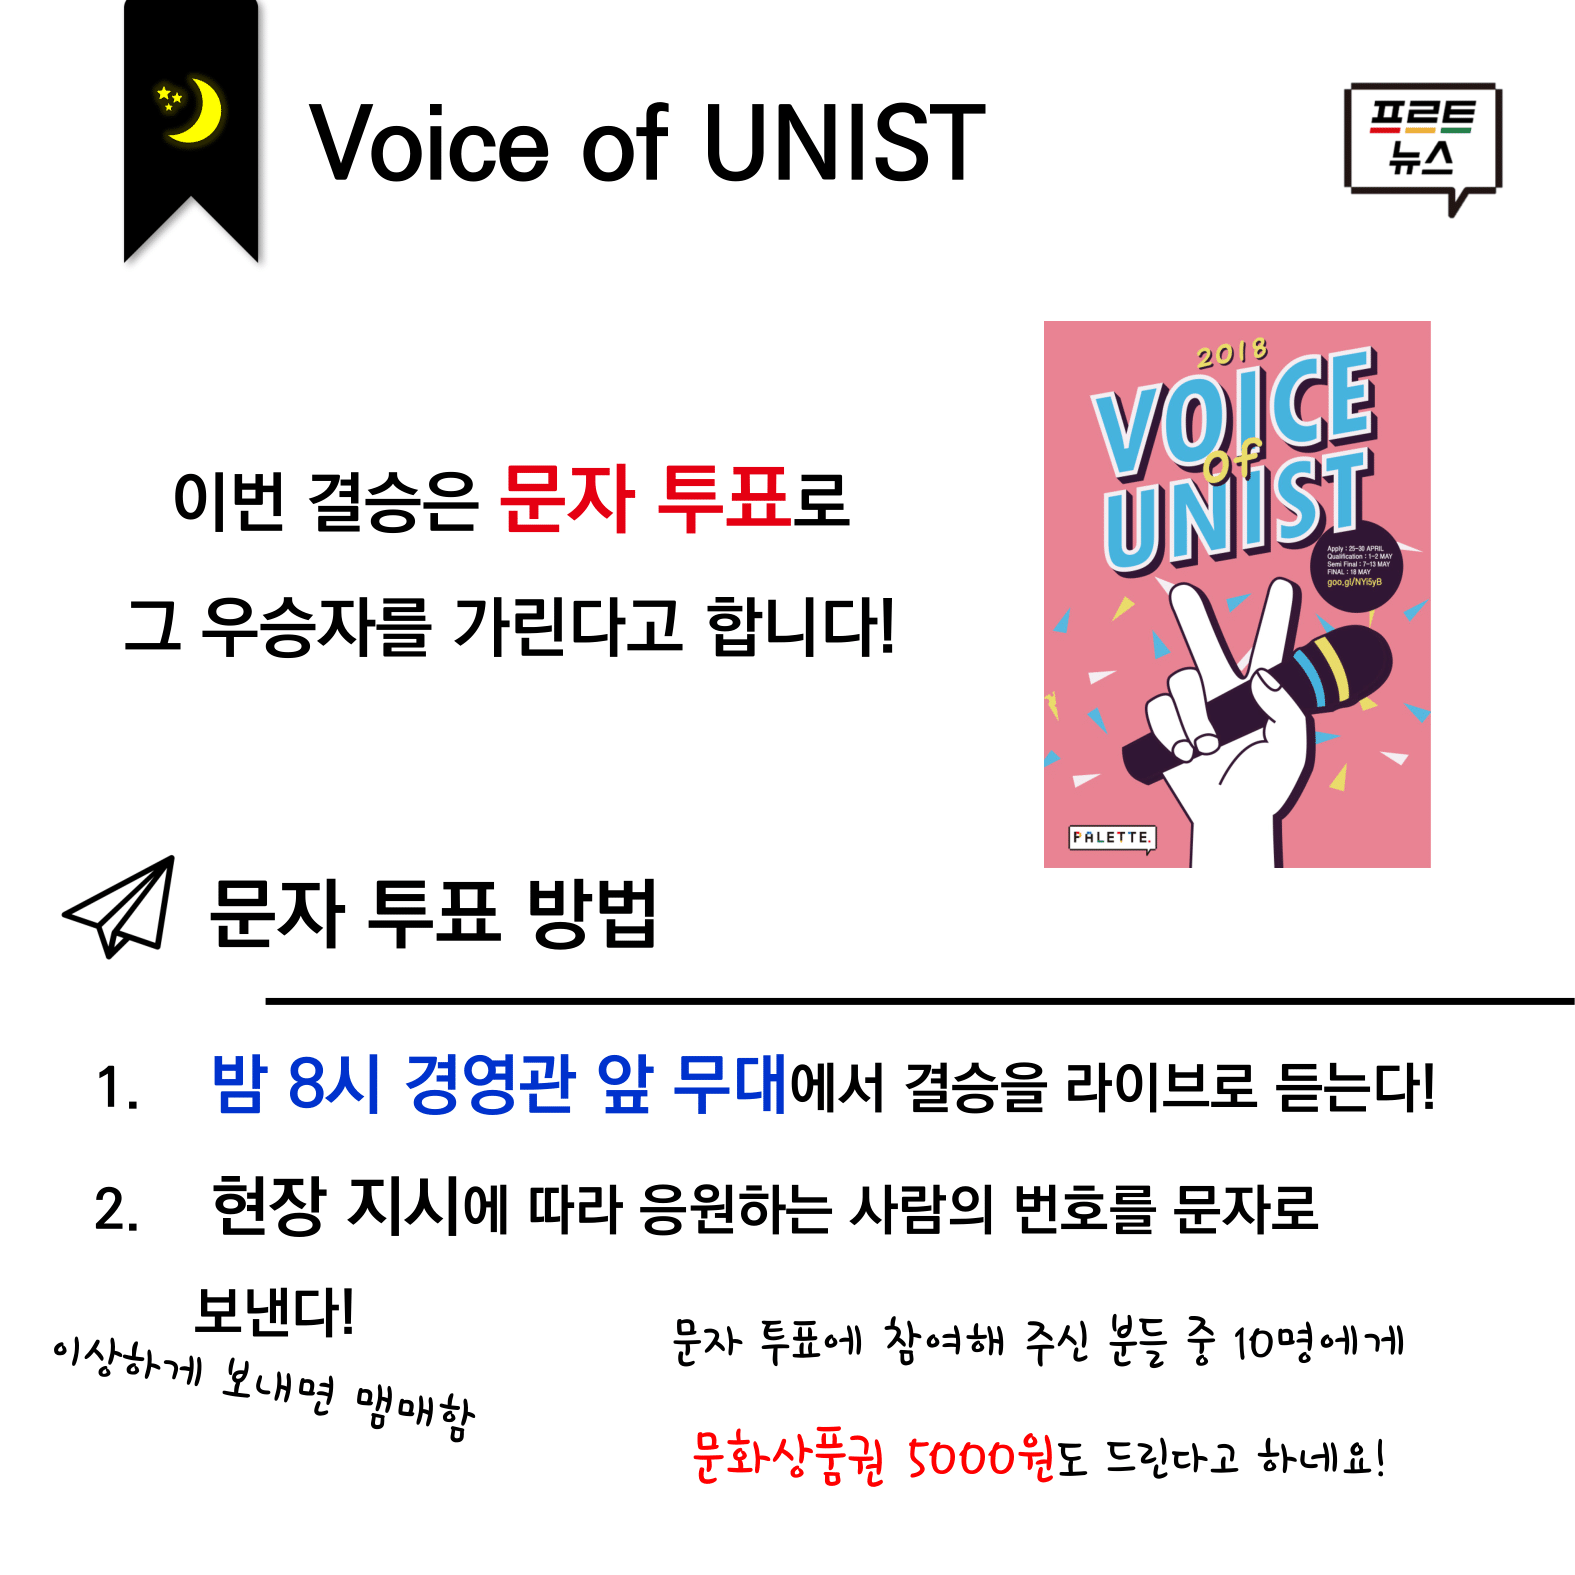 Voice of UNIST
프르트
뉴스
이번 결승은 문자 투표로
그 우승자를 가린다고 합니다!
2018
VOICE
of
UNIST
Apply : 25-30 APRIL
Qualification : 1-2 MAY
Semi Final : 7-13 MAY
FINAL : 18 MAY
goo.gl/NYi5yB
PALETTE.
문자 투표 방법
1. 밤 8시 경영관 앞 무대에서 결승을 라이브로 듣는다!
2. 현장 지시에 따라 응원하는 사람의 번호를 문자로
보낸다!
이상하게 보내면 맴매함
문자 투표에 참여해 주신 분들 중 10명에게
문화상품권 5000원도 드린다고 하네요!